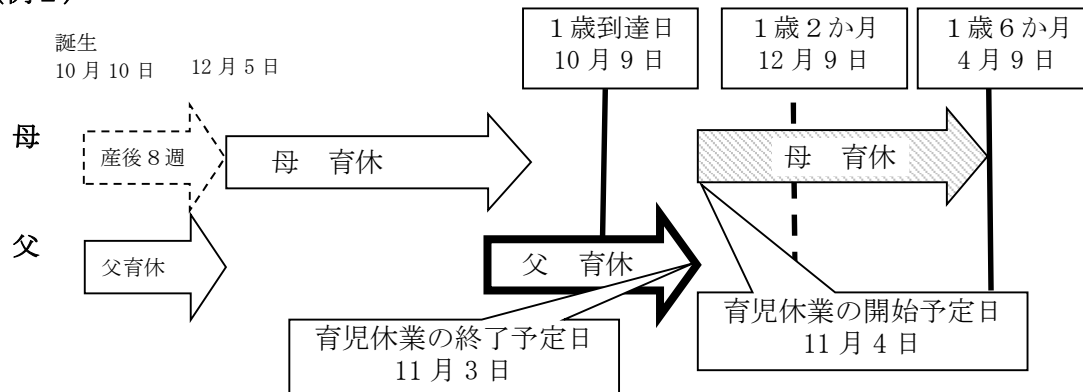 誕生
10月10日
12月5日
1歳到達日
10月9日
1歳2か月
12月9日
1歳6か月
4月9日
母
産後8週
母 育休
母 育休
父
父育休
父 育休
育児休業の終了予定日
11月3日
育児休業の開始予定日
11月4日